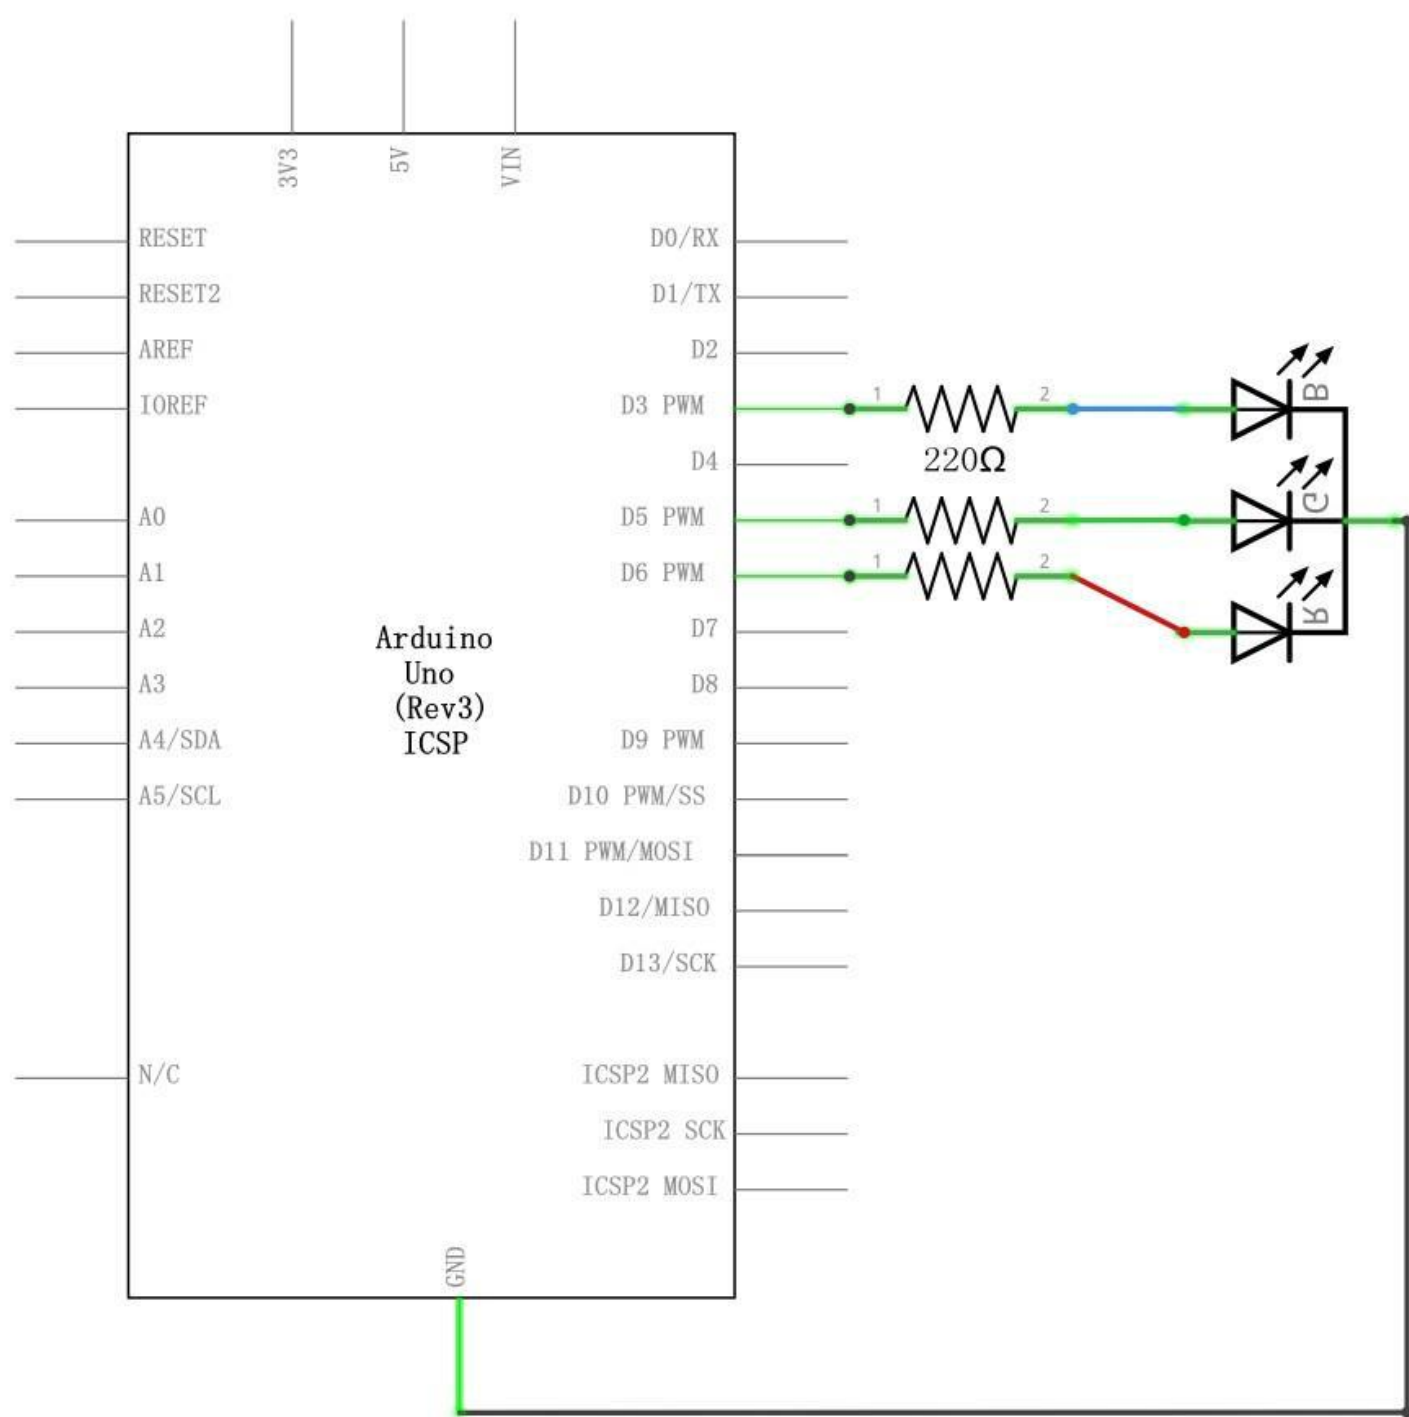 3V3
5V
VIN
RESET
RESET2
AREF
IOREF
A0
A1
A2
A3
A4/SDA
A5/SCL
N/C
Arduino
Uno
(Rev3)
ICSP
D0/RX
D1/TX
D2
D3 PWM
D4
D5 PWM
D6 PWM
D7
D8
D9 PWM
D10 PWM/SS
D11 PWM/MOSI
D12/MISO
D13/SCK
ICSP2 MISO
ICSP2 SCK
ICSP2 MOSI
GND
1 2
220Ω
1 2
1 2
B
G
R